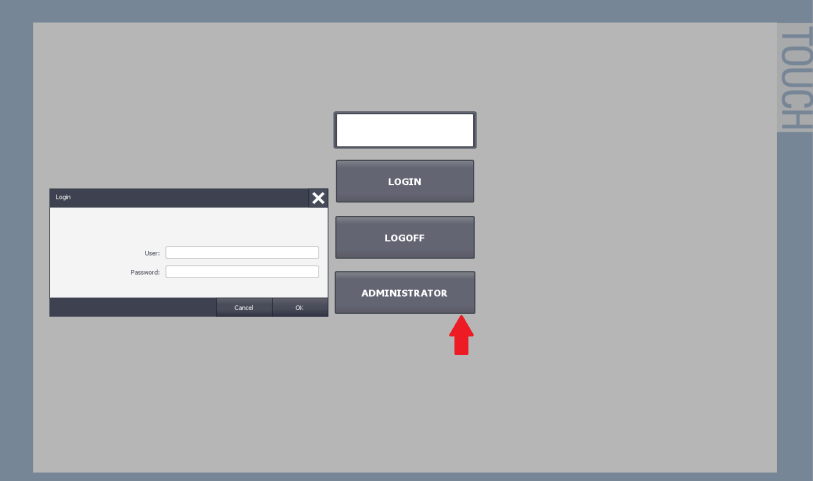 TOUCH
LOGIN
Login
LOGOFF
User:
Password:
ADMINISTRATOR
Cancel OK